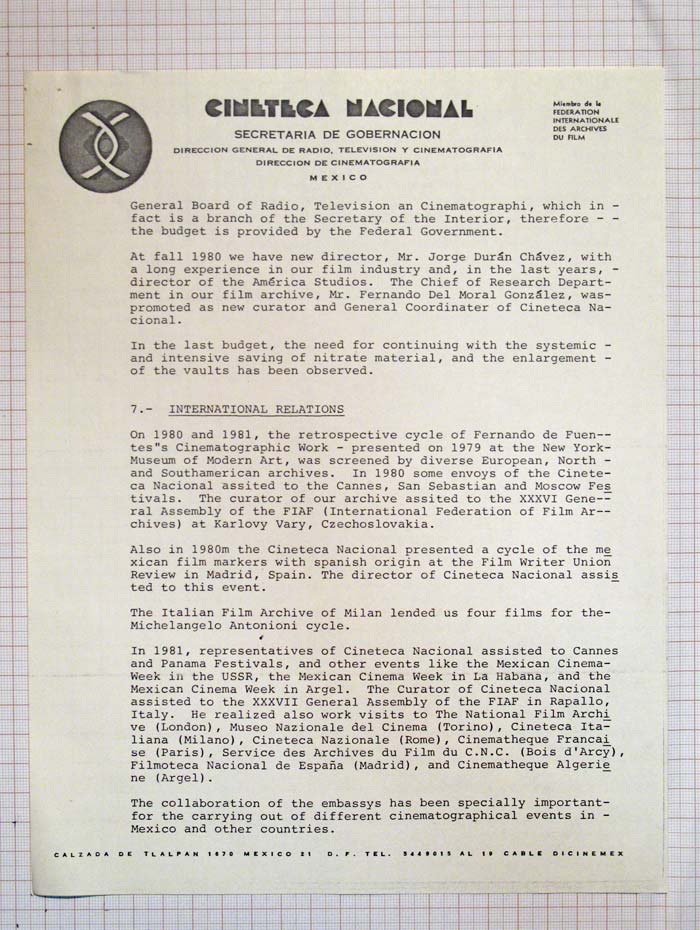 CINETECA NACIONAL
SECRETARIA DE GOBERNACION
DIRECCION GENERAL DE RADIO, TELEVISION Y CINEMATOGRAFIA
DIRECCION DE CINEMATOGRAFIA
MEXICO
Miembro de la
FEDERATION
INTERNATIONALE
DES ARCHIVES
DU FILM
General Board of Radio, Television an Cinematographi, which in -
fact is a branch of the Secretary of the Interior, therefore - -
the budget is provided by the Federal Government.
At fall 1980 we have new director, Mr. Jorge Durán Chávez, with
a long experience in our film industry and, in the last years, -
director of the América Studios.  The Chief of Research Depart-
ment in our film archive, Mr. Fernando Del Moral González, was-
promoted as new curator and General Coordinater of Cineteca Na-
cional.
In the last budget, the need for continuing with the systemic -
and intensive saving of nitrate material, and the enlargement -
of the vaults has been observed.
7.-  INTERNATIONAL RELATIONS
On 1980 and 1981, the retrospective cycle of Fernando de Fuen--
tes"s Cinematographic Work - presented on 1979 at the New York-
Museum of Modern Art, was screened by diverse European, North -
and Southamerican archives.  In 1980 some envoys of the Cinete-
ca Nacional assited to the Cannes, San Sebastian and Moscow Fes
tivals.  The curator of our archive assited to the XXXVI Gene--
ral Assembly of the FIAF (International Federation of Film Ar--
chives) at Karlovy Vary, Czechoslovakia.
Also in 1980m the Cineteca Nacional presented a cycle of the me
xican film markers with spanish origin at the Film Writer Union
Review in Madrid, Spain. The director of Cineteca Nacional assis
ted to this event.
The Italian Film Archive of Milan lended us four films for the-
Michelangelo Antonioni cycle.
In 1981, representatives of Cineteca Nacional assisted to Cannes
and Panama Festivals, and other events like the Mexican Cinema-
Week in the USSR, the Mexican Cinema Week in La Habana, and the
Mexican Cinema Week in Argel.  The Curator of Cineteca Nacional
assisted to the XXXVII General Assembly of the FIAF in Rapallo,
Italy.  He realized also work visits to The National Film Archi
ve (London), Museo Nazionale del Cinema (Torino), Cineteca Ita-
liana (Milano), Cineteca Nazionale (Rome), Cinematheque Francai
se (Paris), Service des Archives du Film du C.N.C. (Bois d'Arcy),
Filmoteca Nacional de España (Madrid), and Cinematheque Algerie
ne (Argel).
The collaboration of the embassys has been specially important-
for the carrying out of different cinematographical events in -
Mexico and other countries.
CALZADA DE TLALPAN 1670 MEXICO 21 D. F. TEL. 5449015 AL 19 CABLE DICINEMEX